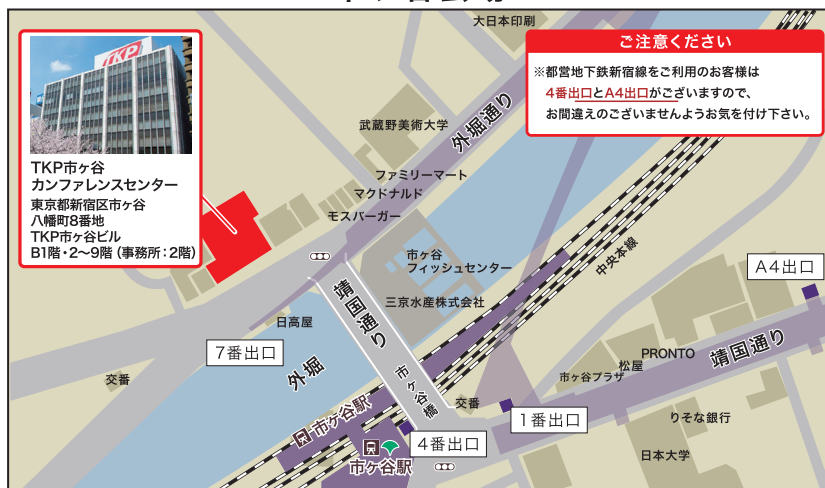 大日本印刷
ご注意ください
※都営地下鉄新宿線をご利用のお客様は
4番出口とA4出口がございますので、
お間違えのございませんようお気を付け下さい。
TKP
TKP市ヶ谷
カンファレンスセンター
東京都新宿区市ヶ谷
八幡町8番地
TKP市ヶ谷ビル
B1階・2〜9階（事務所：2階）
武蔵野美術大学
外堀通り
ファミリーマート
マクドナルド
モスバーガー
市ヶ谷
フィッシュセンター
三京水産株式会社
中央本線
A4出口
靖国通り
日高屋
7番出口
外堀
交番
市ヶ谷橋
市ヶ谷駅
交番
4番出口
市ヶ谷駅
1番出口
市ヶ谷プラザ
松屋
PRONTO
靖国通り
りそな銀行
日本大学